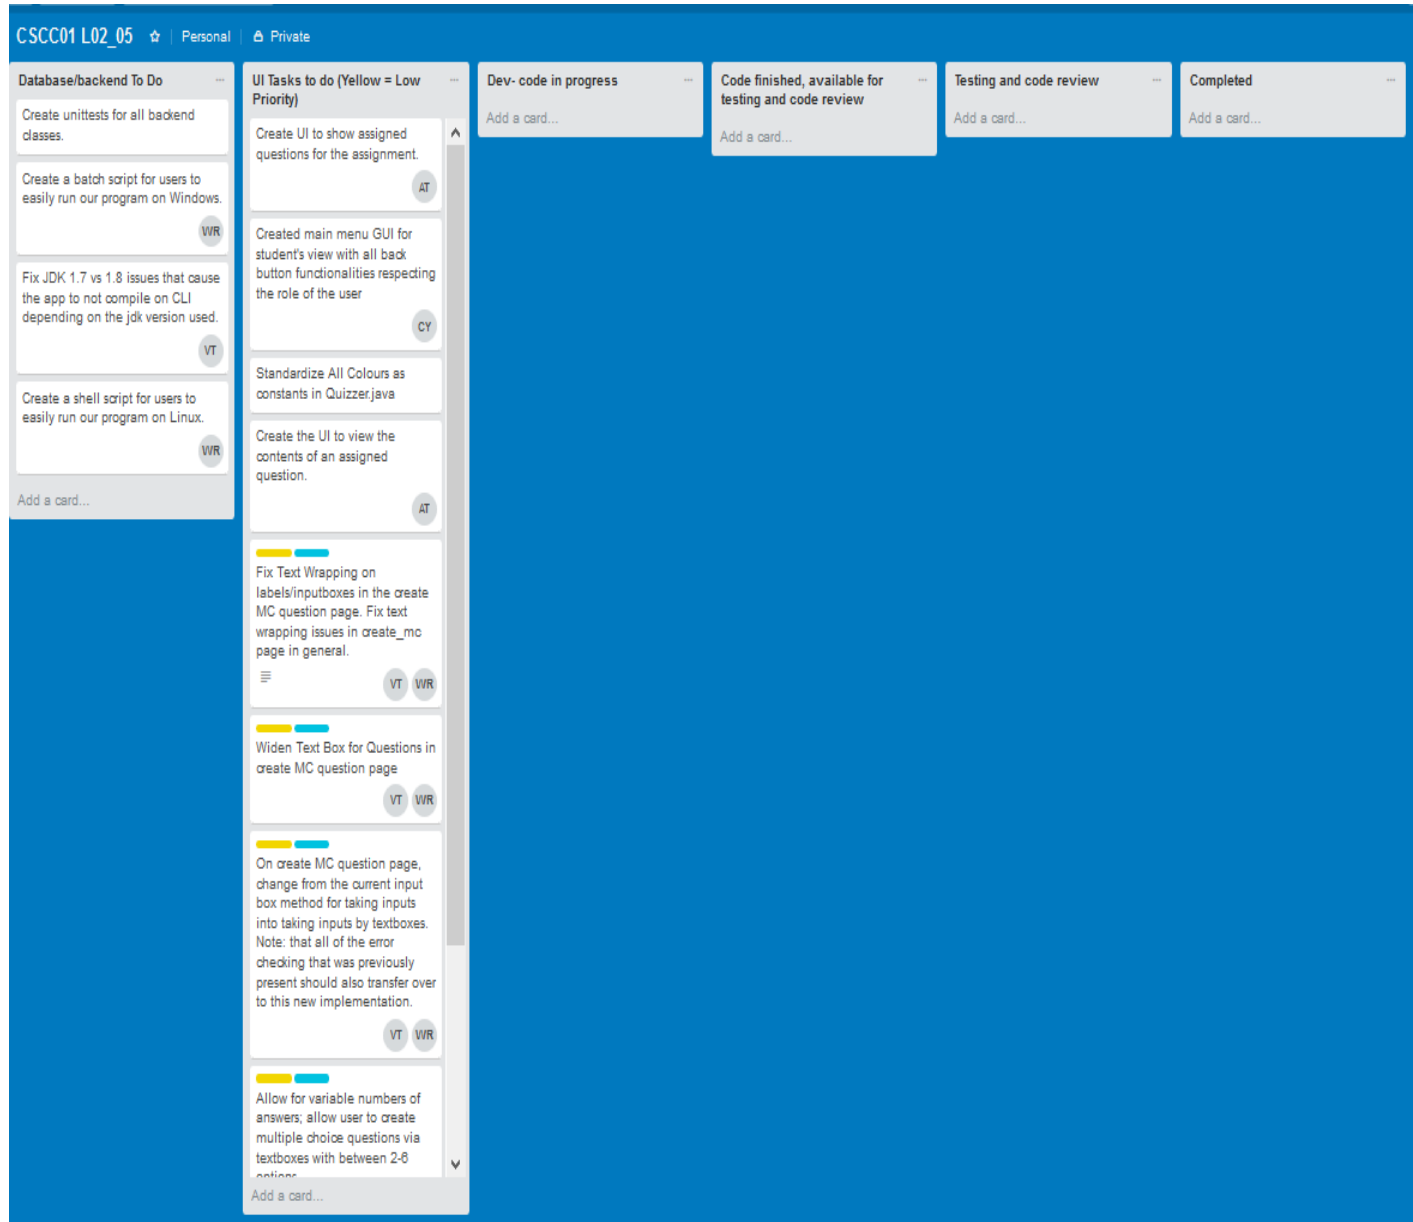 CSCC01 L02_05 Personal Private
Database/backend To Do
Create unittests for all backend
classes.
Create a batch script for users to
easily run our program on Windows.
WR
Fix JDK 1.7 vs 1.8 issues that cause
the app to not compile on CLI
depending on the jdk version used.
VT
Create a shell script for users to
easily run our program on Linux.
WR
Add a card...
UI Tasks to do (Yellow = Low
Priority)
Create UI to show assigned
questions for the assignment.
AT
Created main menu GUI for
student's view with all back
button functionalities respecting
the role of the user
CY
Standardize All Colours as
constants in Quizzer.java
Create the UI to view the
contents of an assigned
question.
AT
Fix Text Wrapping on
labels/inputboxes in the create
MC question page. Fix text
wrapping issues in create_mc
page in general.
VT WR
Widen Text Box for Questions in
create MC question page
VT WR
On create MC question page,
change from the current input
box method for taking inputs
into taking inputs by textboxes.
Note: that all of the error
checking that was previously
present should also transfer over
to this new implementation.
VT WR
Allow for variable numbers of
answers; allow user to create
multiple choice questions via
textboxes with between 2-6
options
Add a card...
Dev- code in progress
Add a card...
Code finished, available for
testing and code review
Add a card...
Testing and code review
Add a card...
Completed
Add a card...